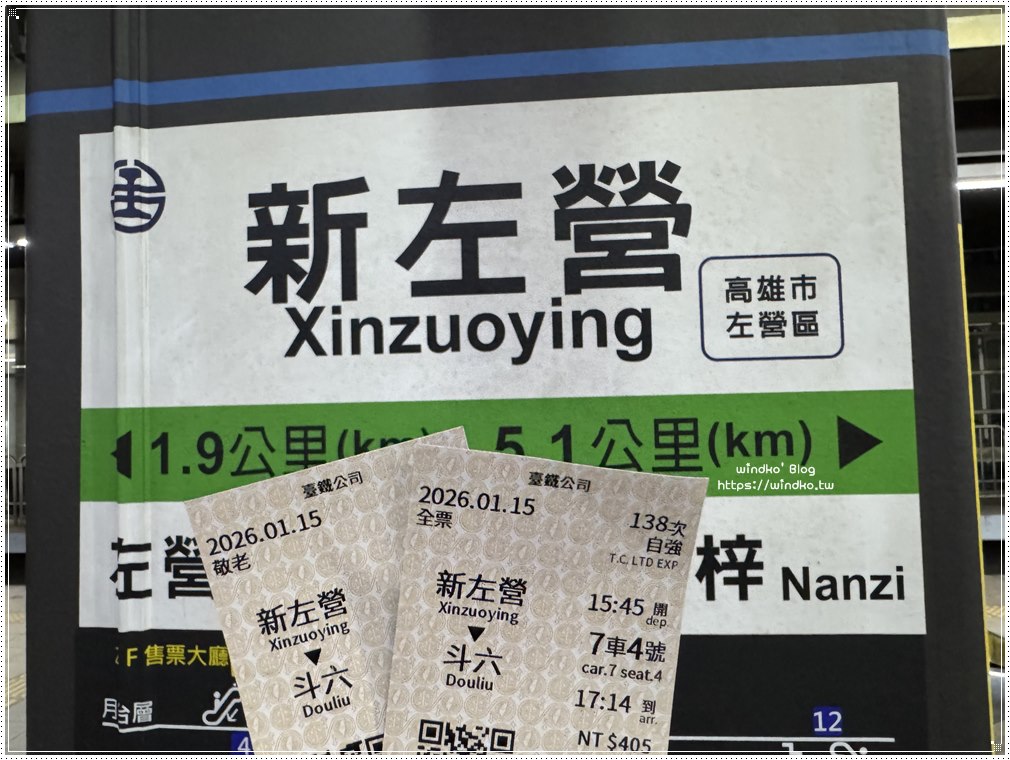 新左營
Xinzuoying
高雄市
左營區
1.9公里(km)
5.1公里(km)
windko' Blog
https://windko.tw
左營
梓 Nanzi
F 售票大廳
月台層
12
4
臺鐵公司
2026.01.15
敬老
新左營
Xinzuoying
斗六
Douliu
臺鐵公司
2026.01.15
全票
138次
自強
T.C. LTD EXP
新左營
Xinzuoying
斗六
Douliu
15:45 開
dep.
7車4號
car.7 seat.4
17:14 到
arr.
NT $405